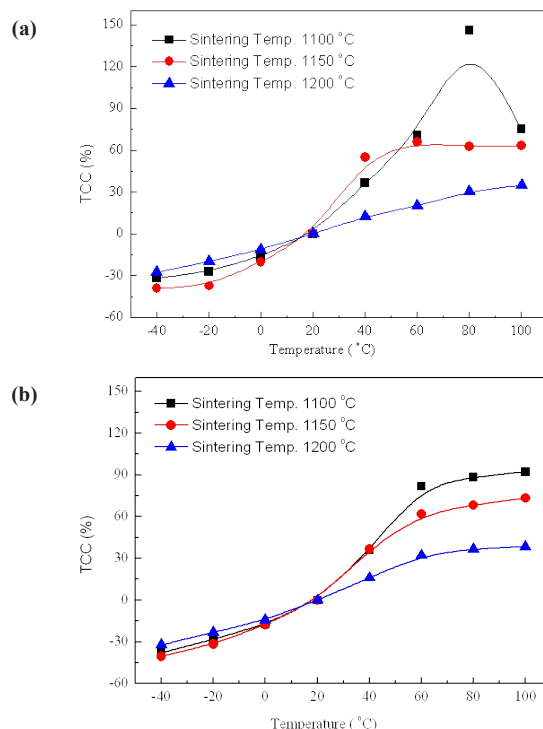 (a)
150
120
90
60
30
0
-30
-60
TCC (%)
Sintering Temp. 1100 °C
Sintering Temp. 1150 °C
Sintering Temp. 1200 °C
-40 -20 0 20 40 60 80 100
Temperature ( °C)
(b)
150
120
90
60
30
0
-30
-60
TCC (%)
Sintering Temp. 1100 °C
Sintering Temp. 1150 °C
Sintering Temp. 1200 °C
-40 -20 0 20 40 60 80 100
Temperature ( °C)